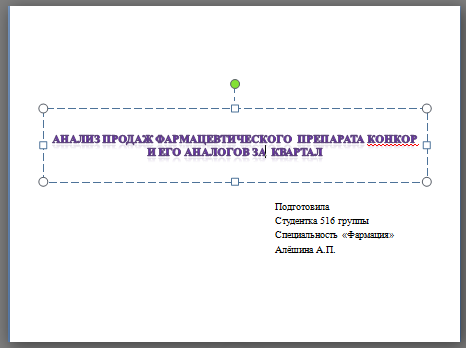 АНАЛИЗ ПРОДАЖ ФАРМАЦЕВТИЧЕСКОГО ПРЕПАРАТА КОНКОР
И ЕГО АНАЛОГОВ ЗА КВАРТАЛ
Подготовила
Студентка 516 группы
Специальность «Фармация»
Алёшина А.П.